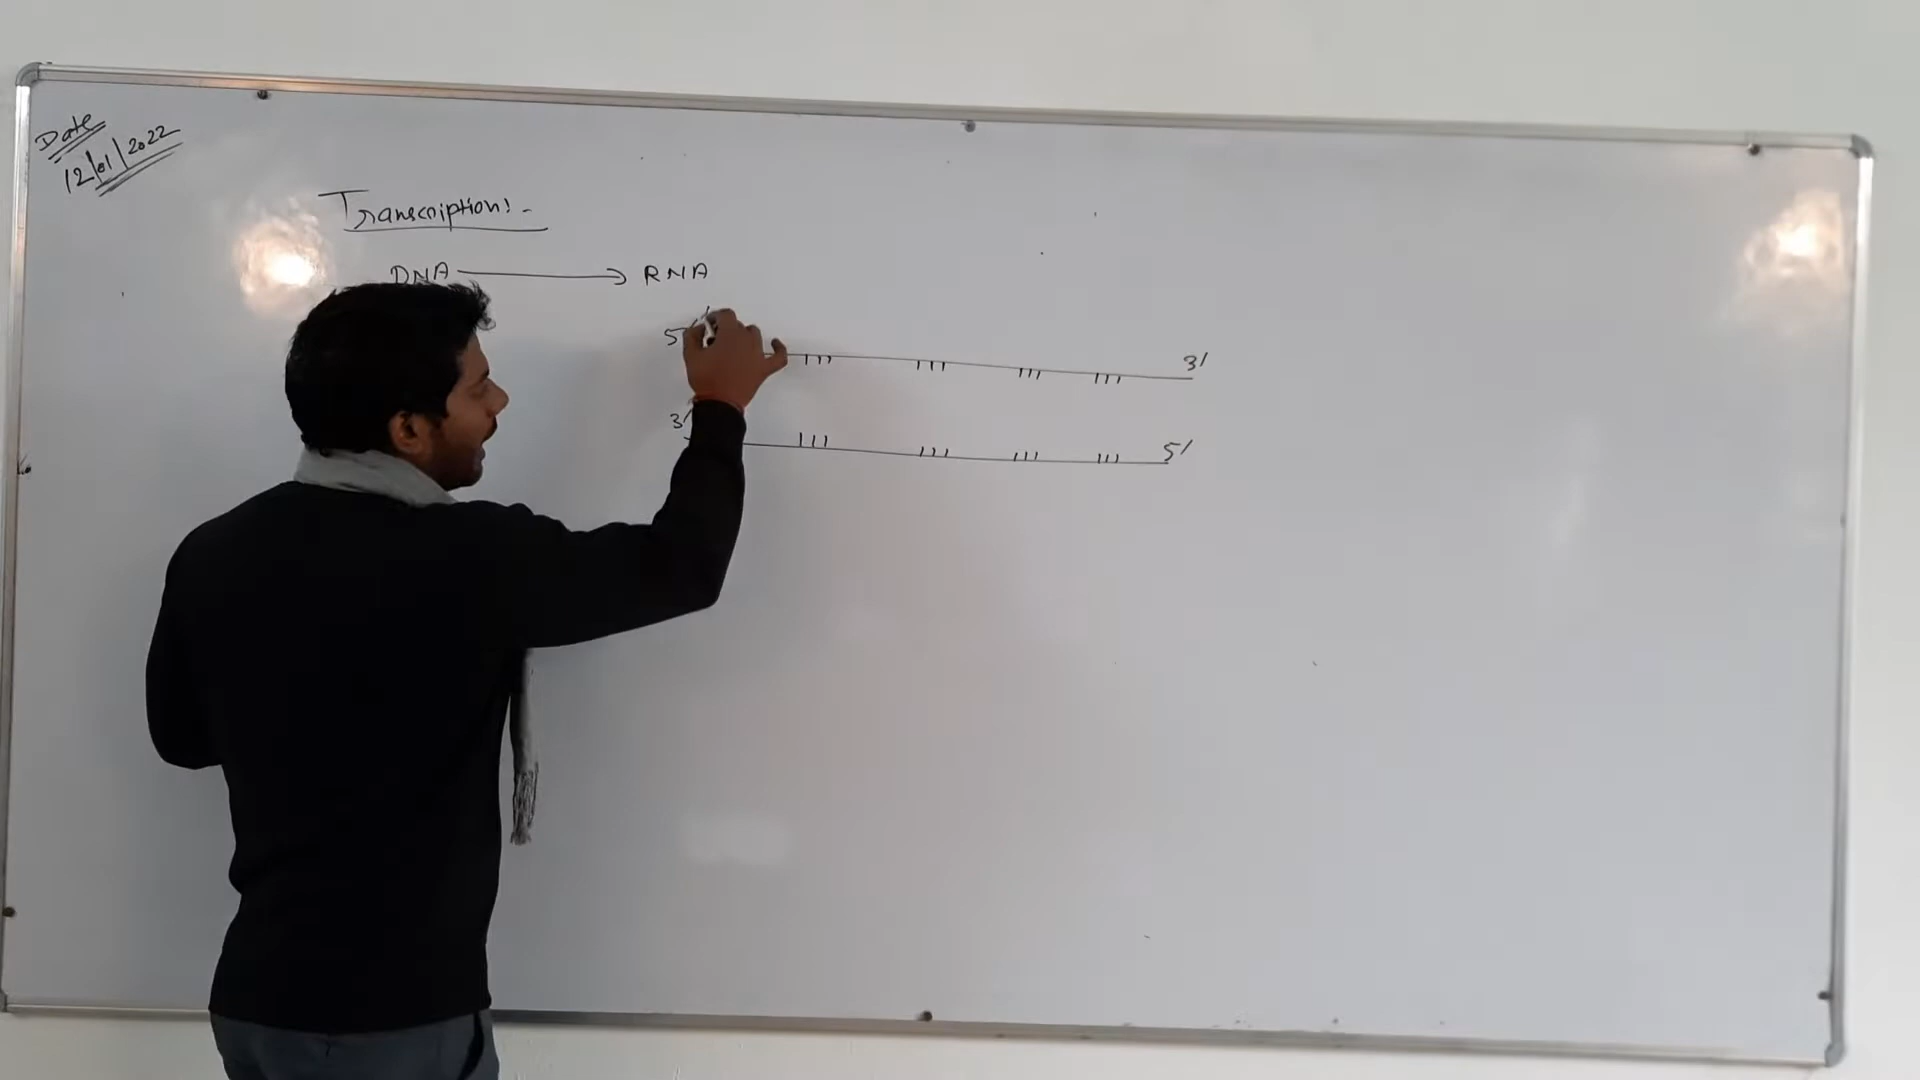 Date
12/01/2022
Transcription:-
DNA → RNA
5'
3'
3'
5'